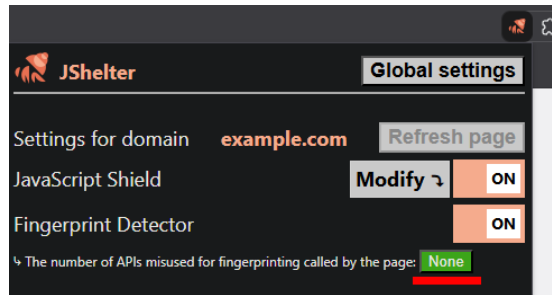 JShelter Global settings
Settings for domain example.com Refresh page
JavaScript Shield Modify ⤵ ON
Fingerprint Detector ON
↳ The number of APIs misused for fingerprinting called by the page: None